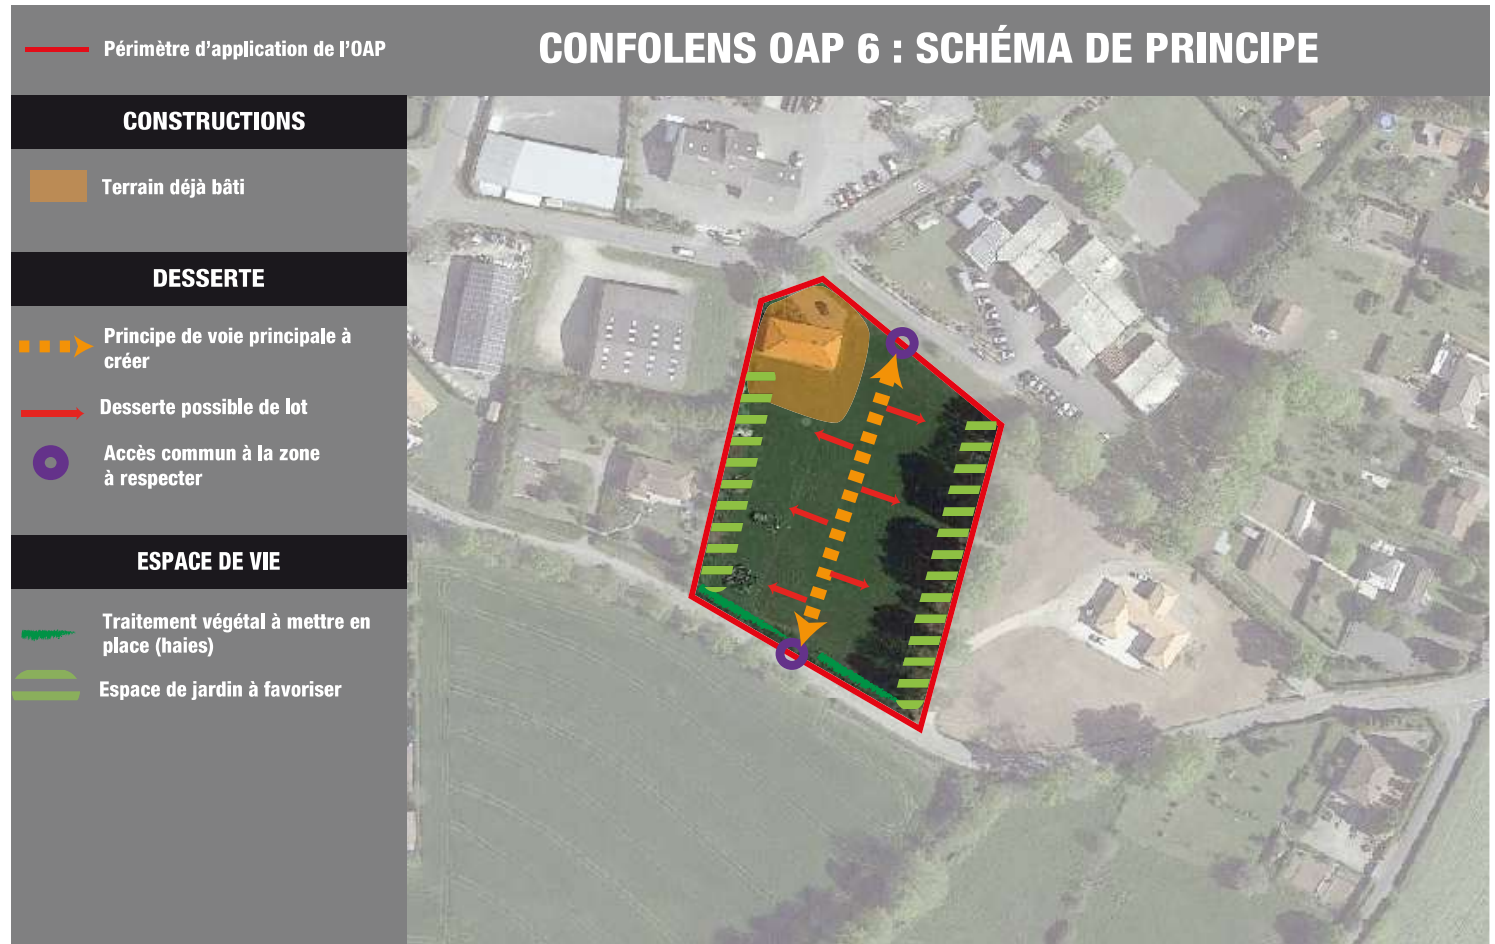 Périmètre d'application de l'OAP
CONFOLENS OAP 6 : SCHÉMA DE PRINCIPE
CONSTRUCTIONS
Terrain déjà bâti
DESSERTE
Principe de voie principale à
créer
Desserte possible de lot
Accès commun à la zone
à respecter
ESPACE DE VIE
Traitement végétal à mettre en
place (haies)
Espace de jardin à favoriser